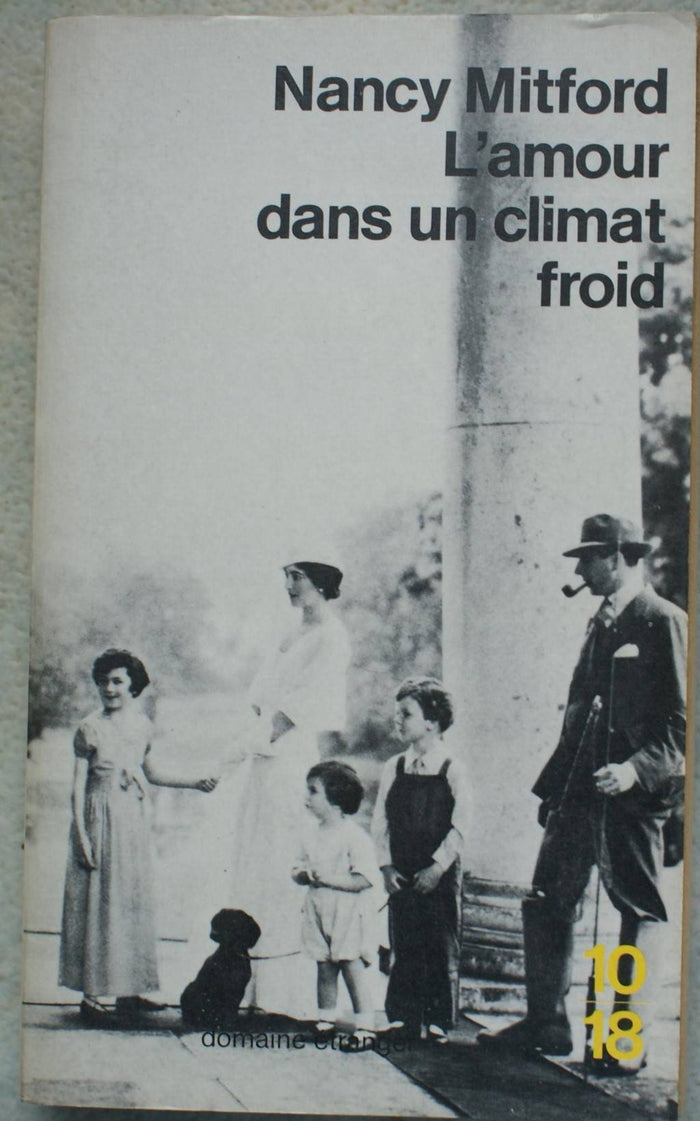 Nancy Mitford
L'amour
dans un climat
froid
10
18
domaine étranger